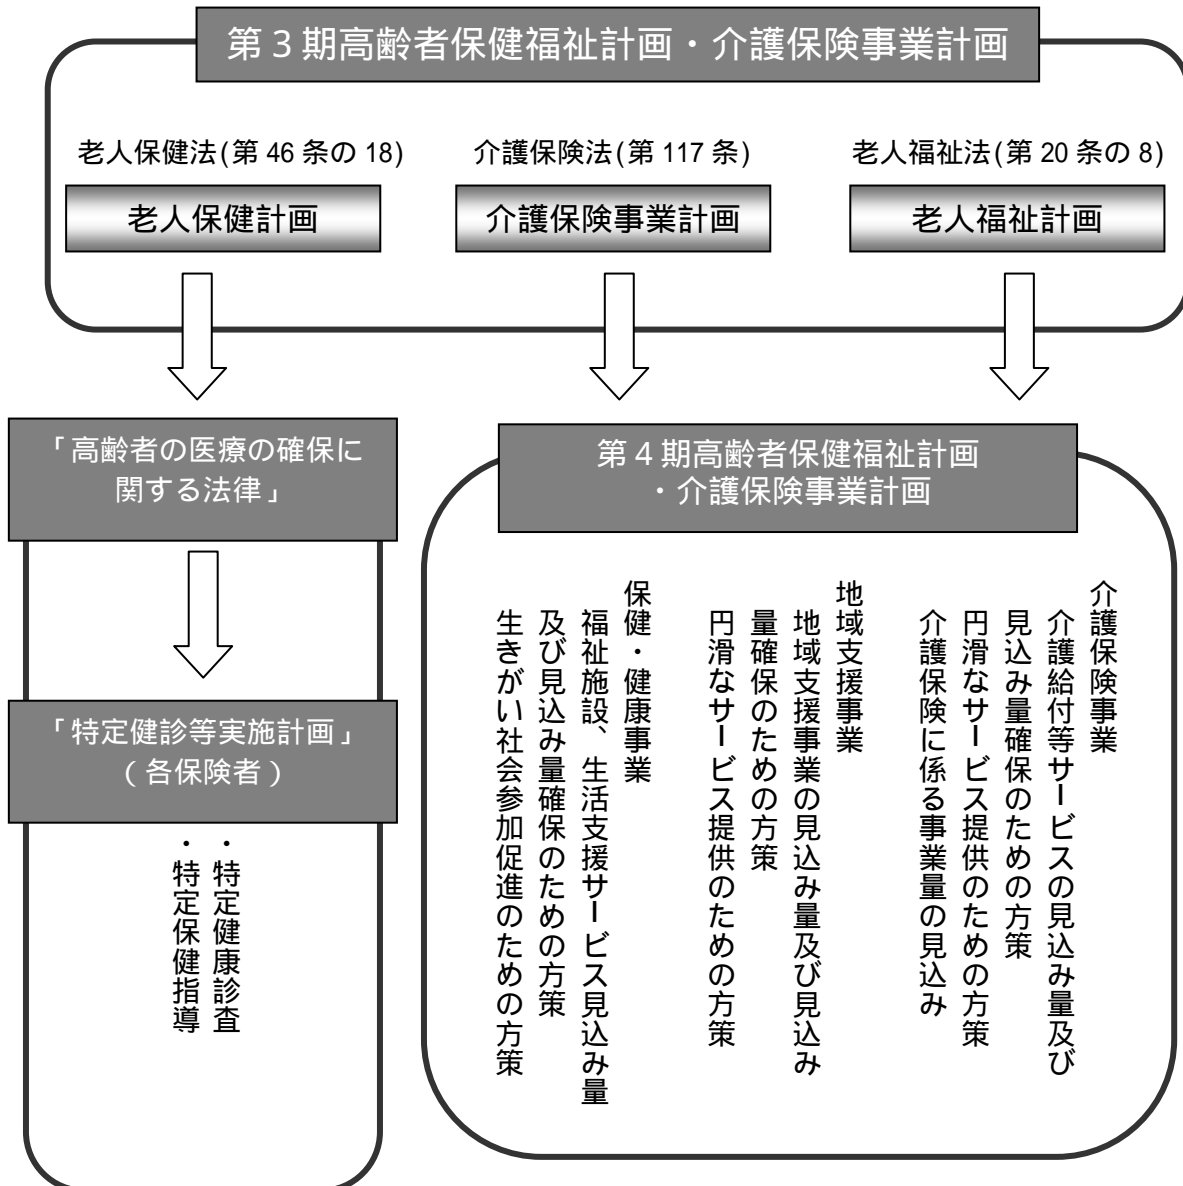 第３期高齢者保健福祉計画・介護保険事業計画
老人保健法(第 46 条の 18)
介護保険法(第 117 条)
老人福祉法(第 20 条の 8)
老人保健計画
介護保険事業計画
老人福祉計画
「高齢者の医療の確保に
関する法律」
「特定健診等実施計画」
（各保険者）
・特定健康診査
・特定保健指導
第４期高齢者保健福祉計画
・介護保険事業計画
介護保険事業
介護給付等サービスの見込み量及び
見込み量確保のための方策
円滑なサービス提供のための方策
介護保険に係る事業量の見込み
地域支援事業
地域支援事業の見込み量及び見込み
量確保のための方策
円滑なサービス提供のための方策
保健・健康事業
福祉施設、生活支援サービス見込み量
及び見込み量確保のための方策
生きがい社会参加促進のための方策